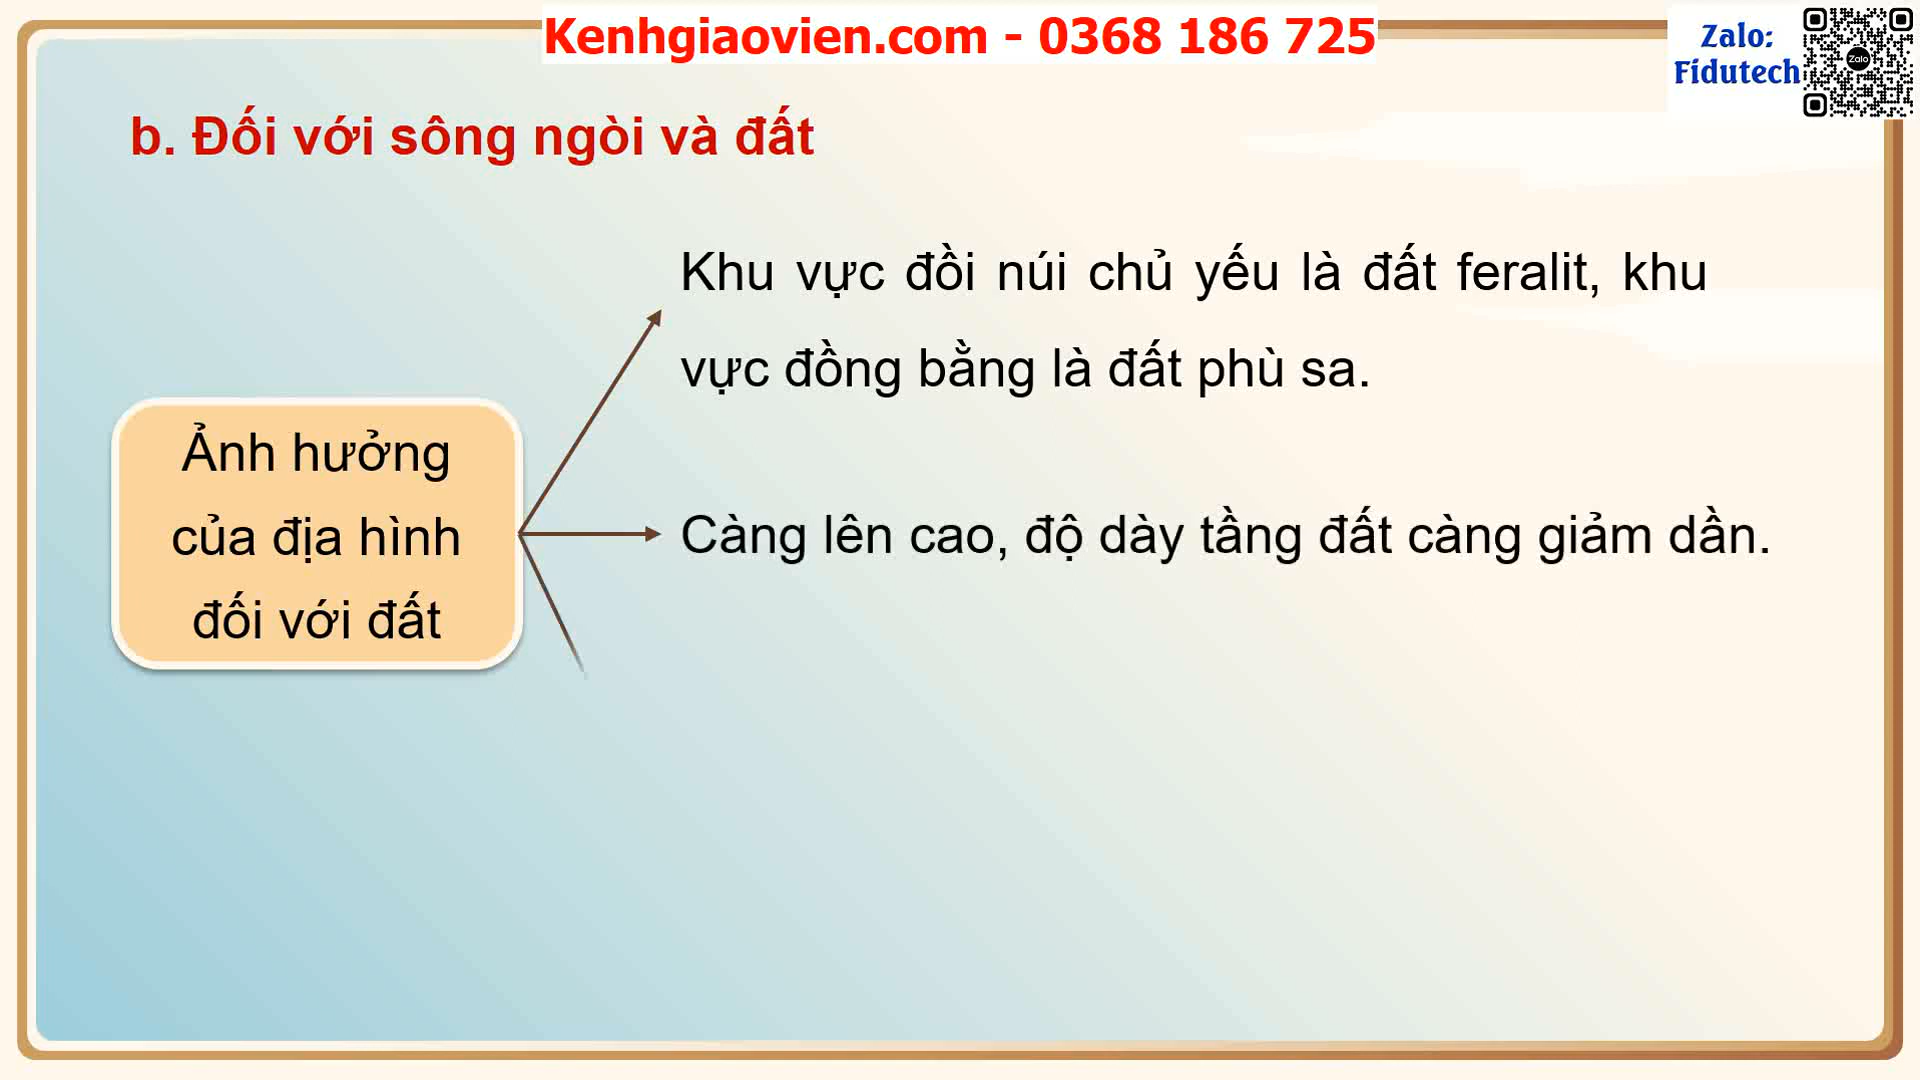 Kenhgiaovien.com - 0368 186 725
Zalo:
Fidutech
Zalo
b. Đối với sông ngòi và đất
Khu vực đồi núi chủ yếu là đất feralit, khu
vực đồng bằng là đất phù sa.
Ảnh hưởng
của địa hình
đối với đất
Càng lên cao, độ dày tầng đất càng giảm dần.